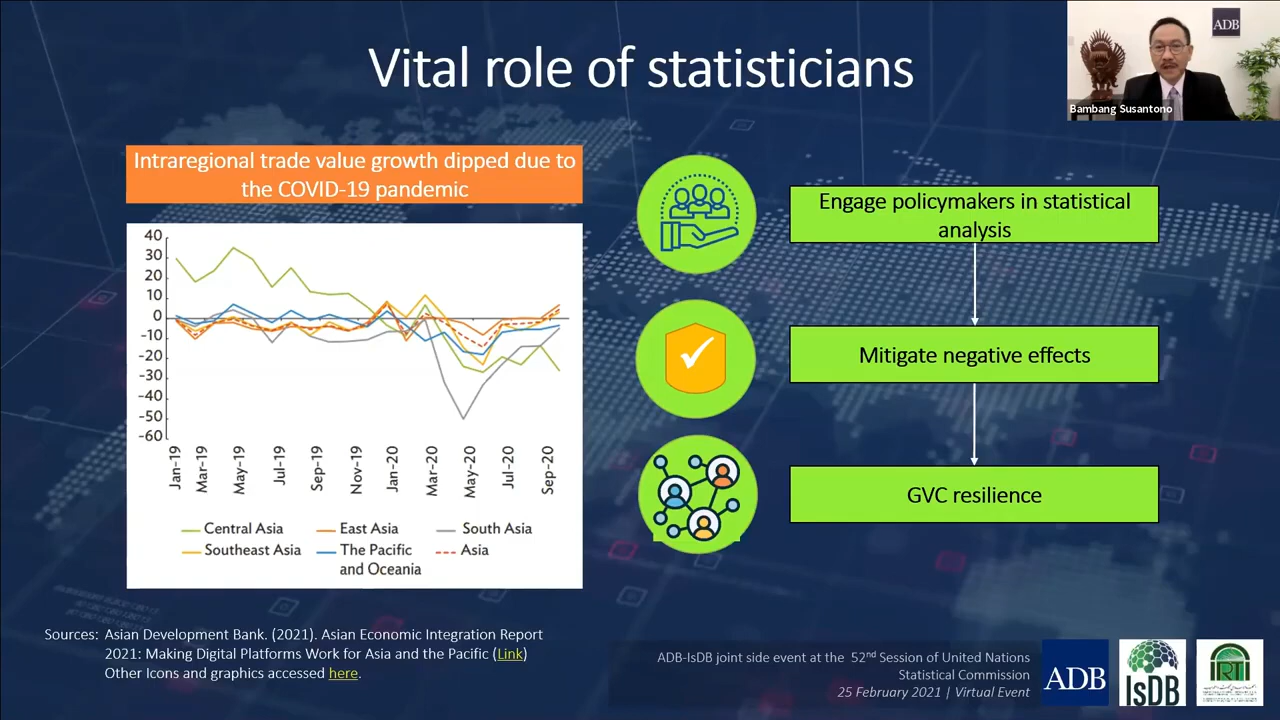 Vital role of statisticians
ADB
Bambang Susantono
Intraregional trade value growth dipped due to
the COVID-19 pandemic
40
30
20
10
0
-10
-20
-30
-40
-50
-60
Jan-19
Mar-19
May-19
Jul-19
Sep-19
Nov-19
Jan-20
Mar-20
May-20
Jul-20
Sep-20
Central Asia
East Asia
South Asia
Southeast Asia
The Pacific
and Oceania
Asia
Engage policymakers in statistical
analysis
Mitigate negative effects
GVC resilience
Sources: Asian Development Bank. (2021). Asian Economic Integration Report
2021: Making Digital Platforms Work for Asia and the Pacific (Link)
Other Icons and graphics accessed here.
ADB-IsDB joint side event at the 52nd Session of United Nations
Statistical Commission
25 February 2021 | Virtual Event
ADB
IsDB
IRTI